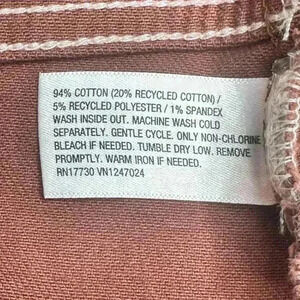 94% COTTON (20% RECYCLED COTTON) /
5% RECYCLED POLYESTER / 1% SPANDEX
WASH INSIDE OUT. MACHINE WASH COLD
SEPARATELY. GENTLE CYCLE. ONLY NON-CHLORINE
BLEACH IF NEEDED. TUMBLE DRY LOW. REMOVE
PROMPTLY. WARM IRON IF NEEDED.
RN17730 VN1247024